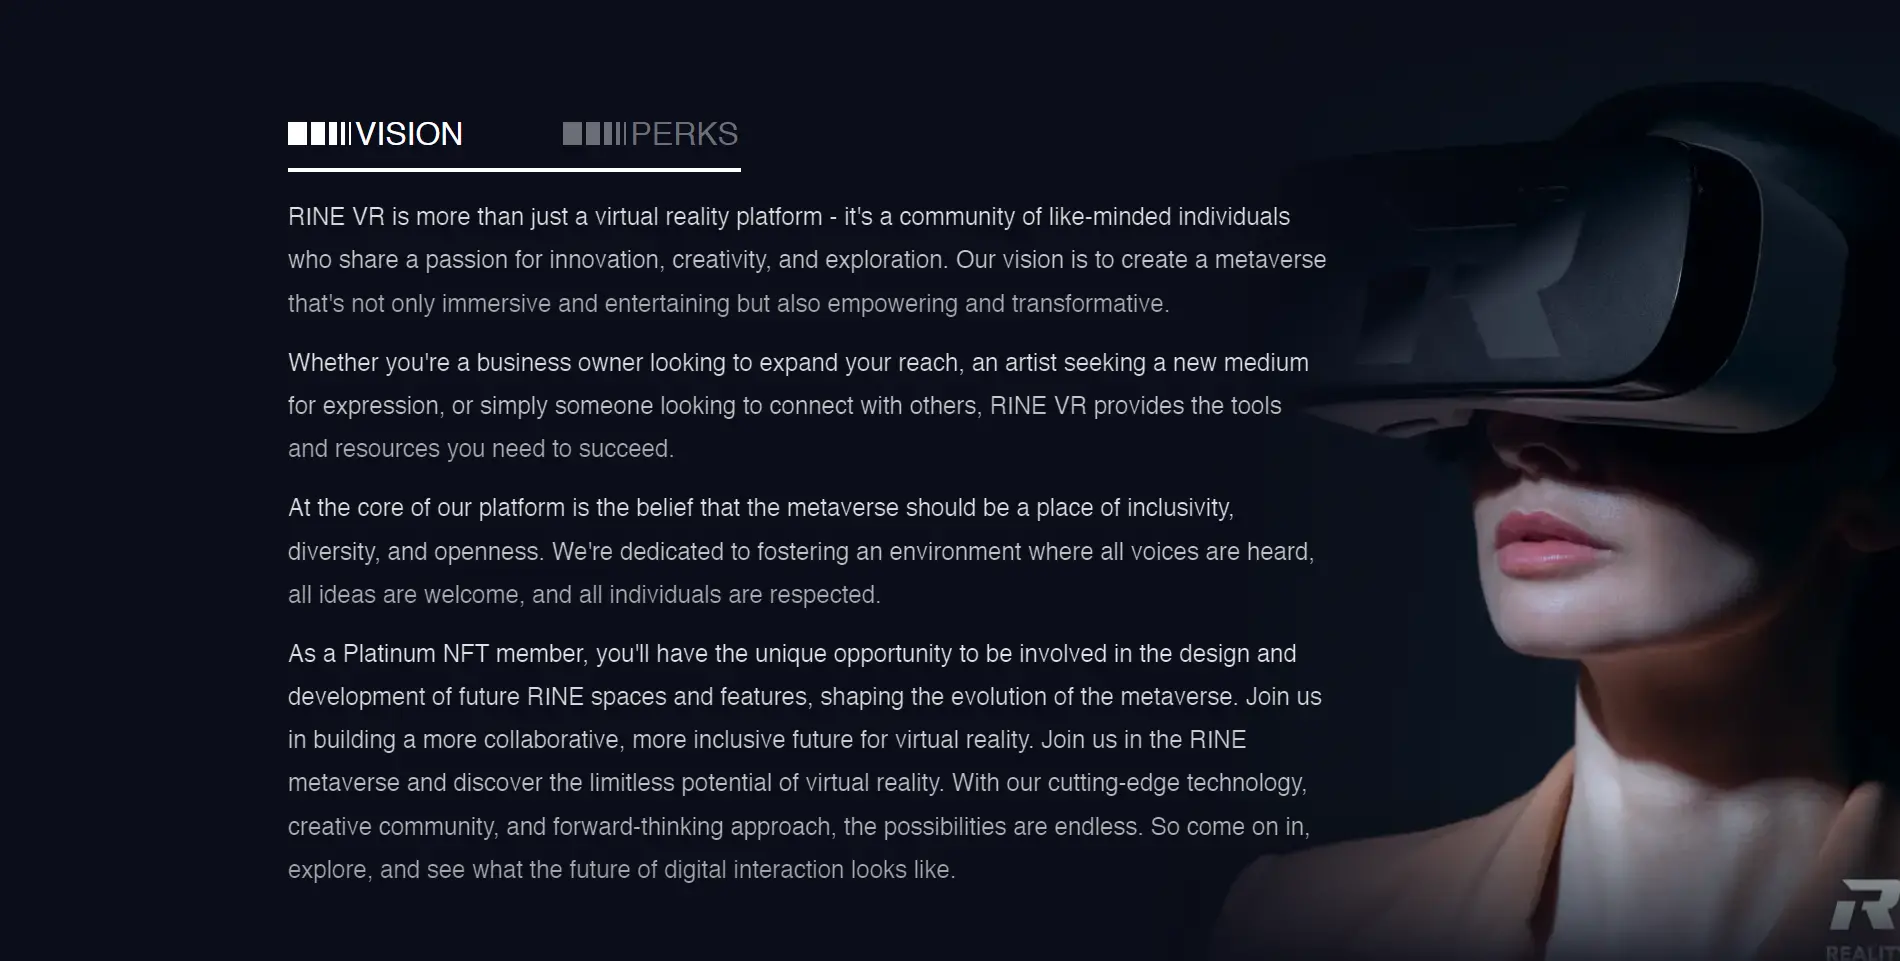 VISION
PERKS
RINE VR is more than just a virtual reality platform - it's a community of like-minded individuals
who share a passion for innovation, creativity, and exploration. Our vision is to create a metaverse
that's not only immersive and entertaining but also empowering and transformative.
Whether you're a business owner looking to expand your reach, an artist seeking a new medium
for expression, or simply someone looking to connect with others, RINE VR provides the tools
and resources you need to succeed.
At the core of our platform is the belief that the metaverse should be a place of inclusivity,
diversity, and openness. We're dedicated to fostering an environment where all voices are heard,
all ideas are welcome, and all individuals are respected.
As a Platinum NFT member, you'll have the unique opportunity to be involved in the design and
development of future RINE spaces and features, shaping the evolution of the metaverse. Join us
in building a more collaborative, more inclusive future for virtual reality. Join us in the RINE
metaverse and discover the limitless potential of virtual reality. With our cutting-edge technology,
creative community, and forward-thinking approach, the possibilities are endless. So come on in,
explore, and see what the future of digital interaction looks like.